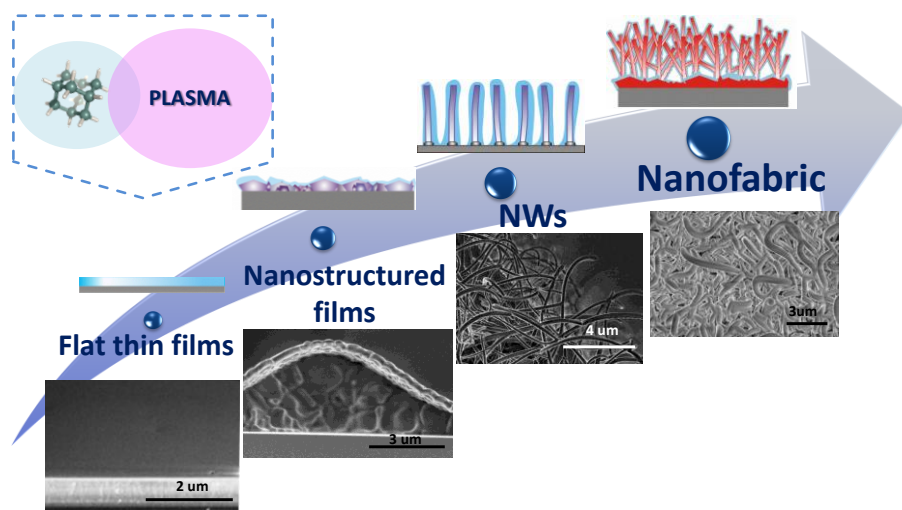 PLASMA
Nanofabric
NWs
Nanostructured
films
Flat thin films
4 um
3um
3 um
2 um